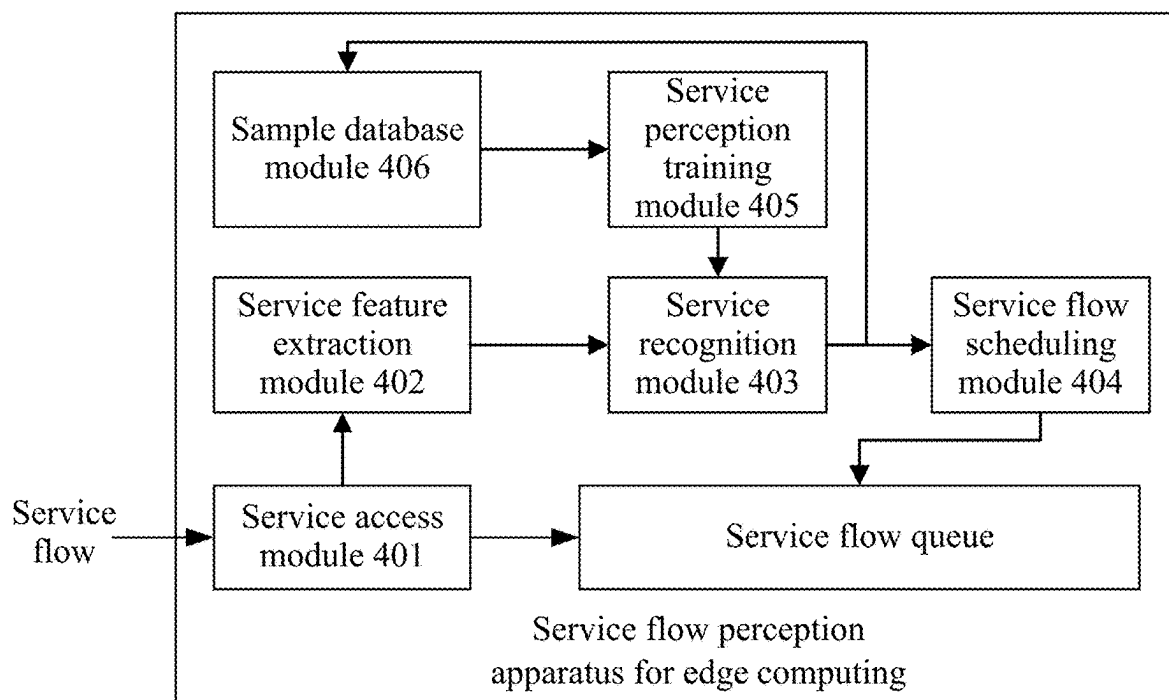 Sample database
module 406
Service
perception
training
module 405
Service feature
extraction
module 402
Service
recognition
module 403
Service flow
scheduling
module 404
Service
flow
Service access
module 401
Service flow queue
Service flow perception
apparatus for edge computing